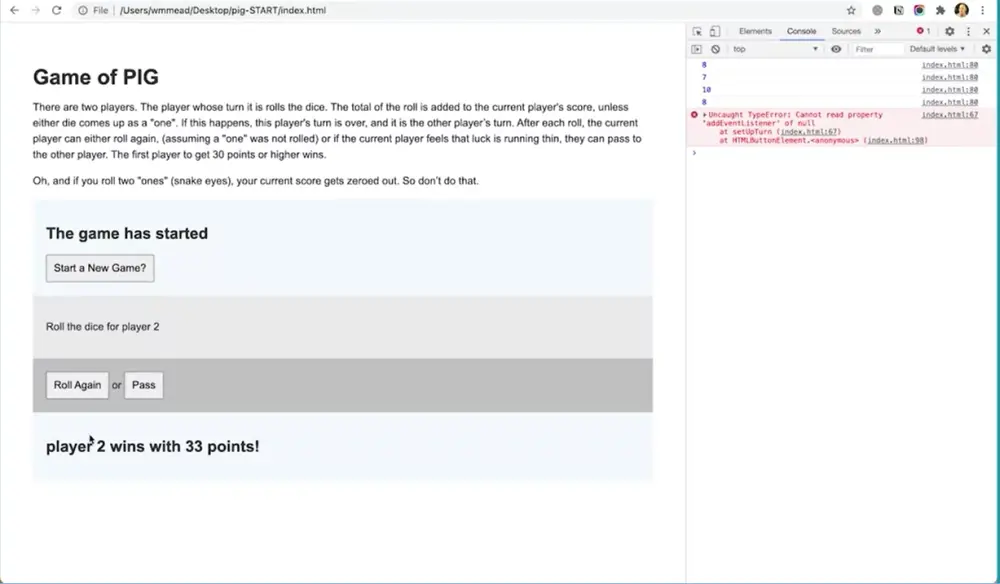 File | /Users/wmmead/Desktop/pig-START/index.html
Elements Console Sources » 1
top Filter Default levels
8 index.html:80
7 index.html:80
10 index.html:80
8 index.html:80
Uncaught TypeError: Cannot read property index.html:67
'addEventListener' of null
at setUpTurn (index.html:67)
at HTMLButtonElement.<anonymous> (index.html:98)
Game of PIG
There are two players. The player whose turn it is rolls the dice. The total of the roll is added to the current player's score, unless
either die comes up as a "one". If this happens, this player's turn is over, and it is the other player's turn. After each roll, the current
player can either roll again, (assuming a "one" was not rolled) or if the current player feels that luck is running thin, they can pass to
the other player. The first player to get 30 points or higher wins.
Oh, and if you roll two "ones" (snake eyes), your current score gets zeroed out. So don't do that.
The game has started
Start a New Game?
Roll the dice for player 2
Roll Again or Pass
player 2 wins with 33 points!